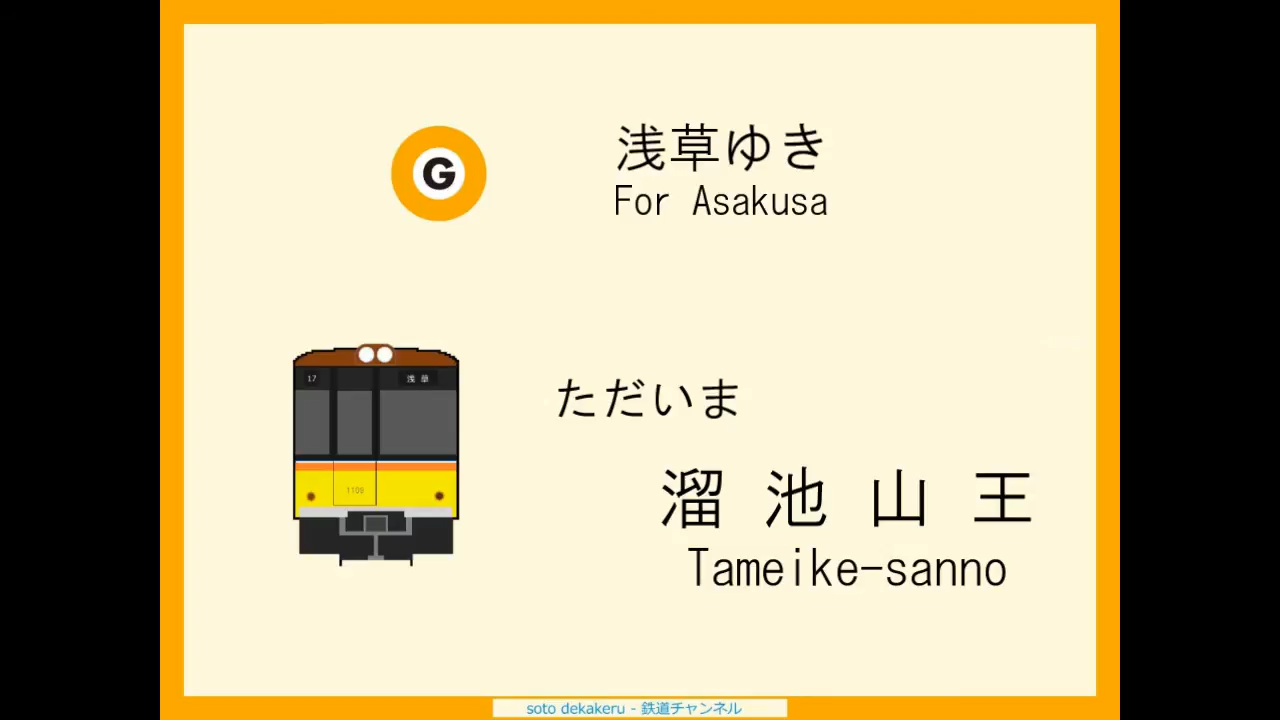 G
浅草ゆき
For Asakusa
17
浅草
ただいま
1109
溜池山王
Tameike-sanno
soto dekakeru - 鉄道チャンネル